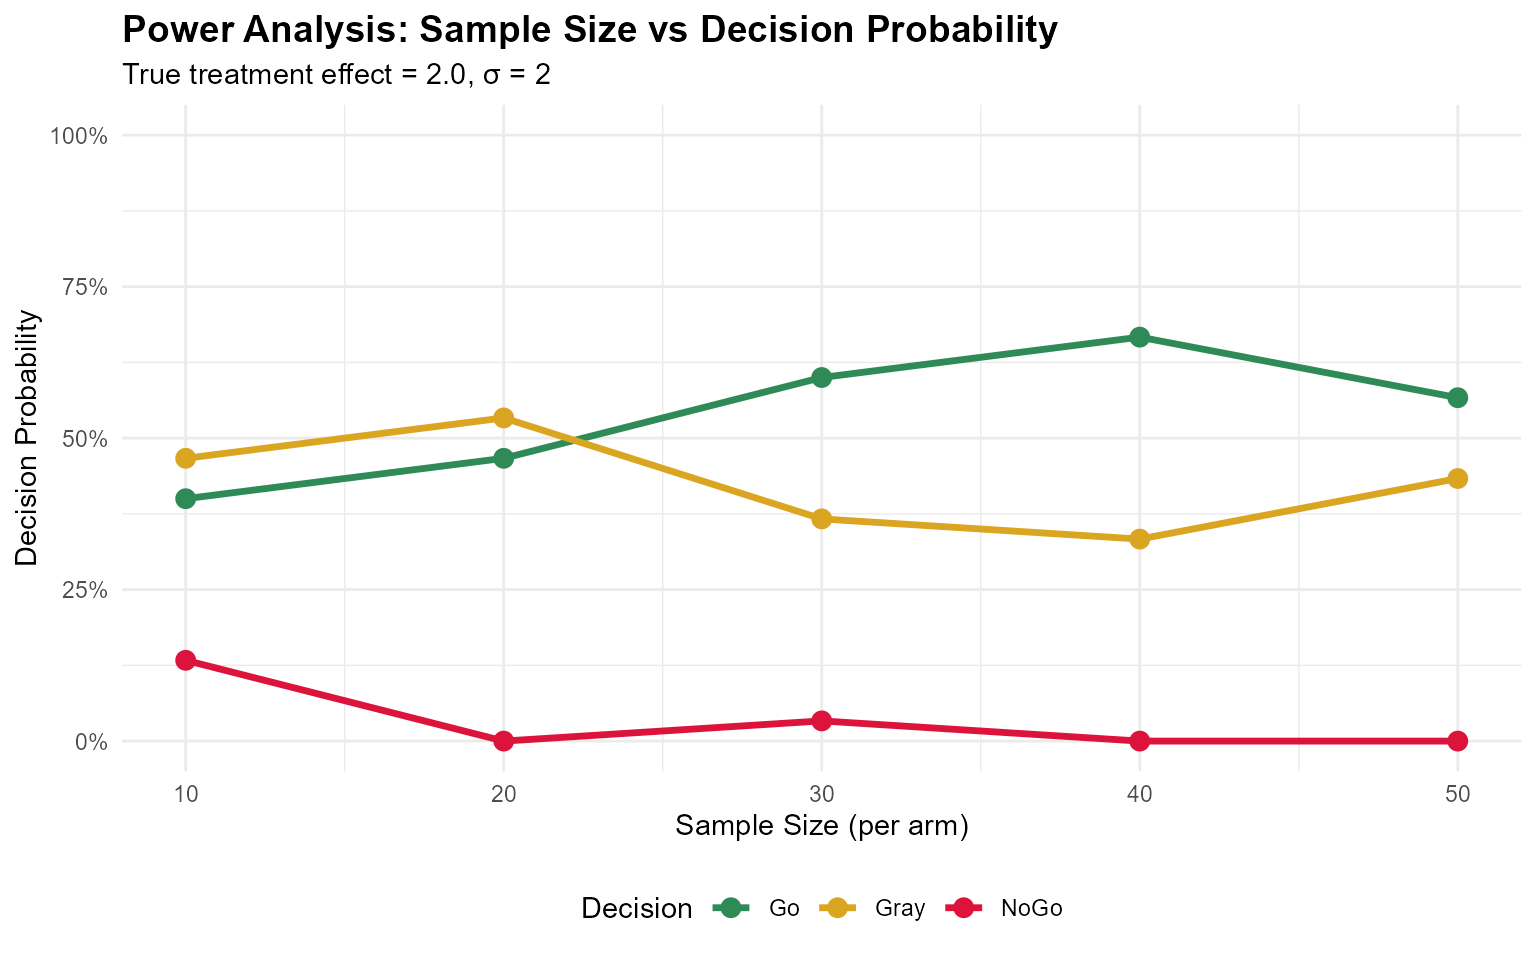 Power Analysis: Sample Size vs Decision Probability
True treatment effect = 2.0, σ = 2
Decision Probability
100%
75%
50%
25%
0%
10 20 30 40 50
Sample Size (per arm)
Decision Go Gray NoGo